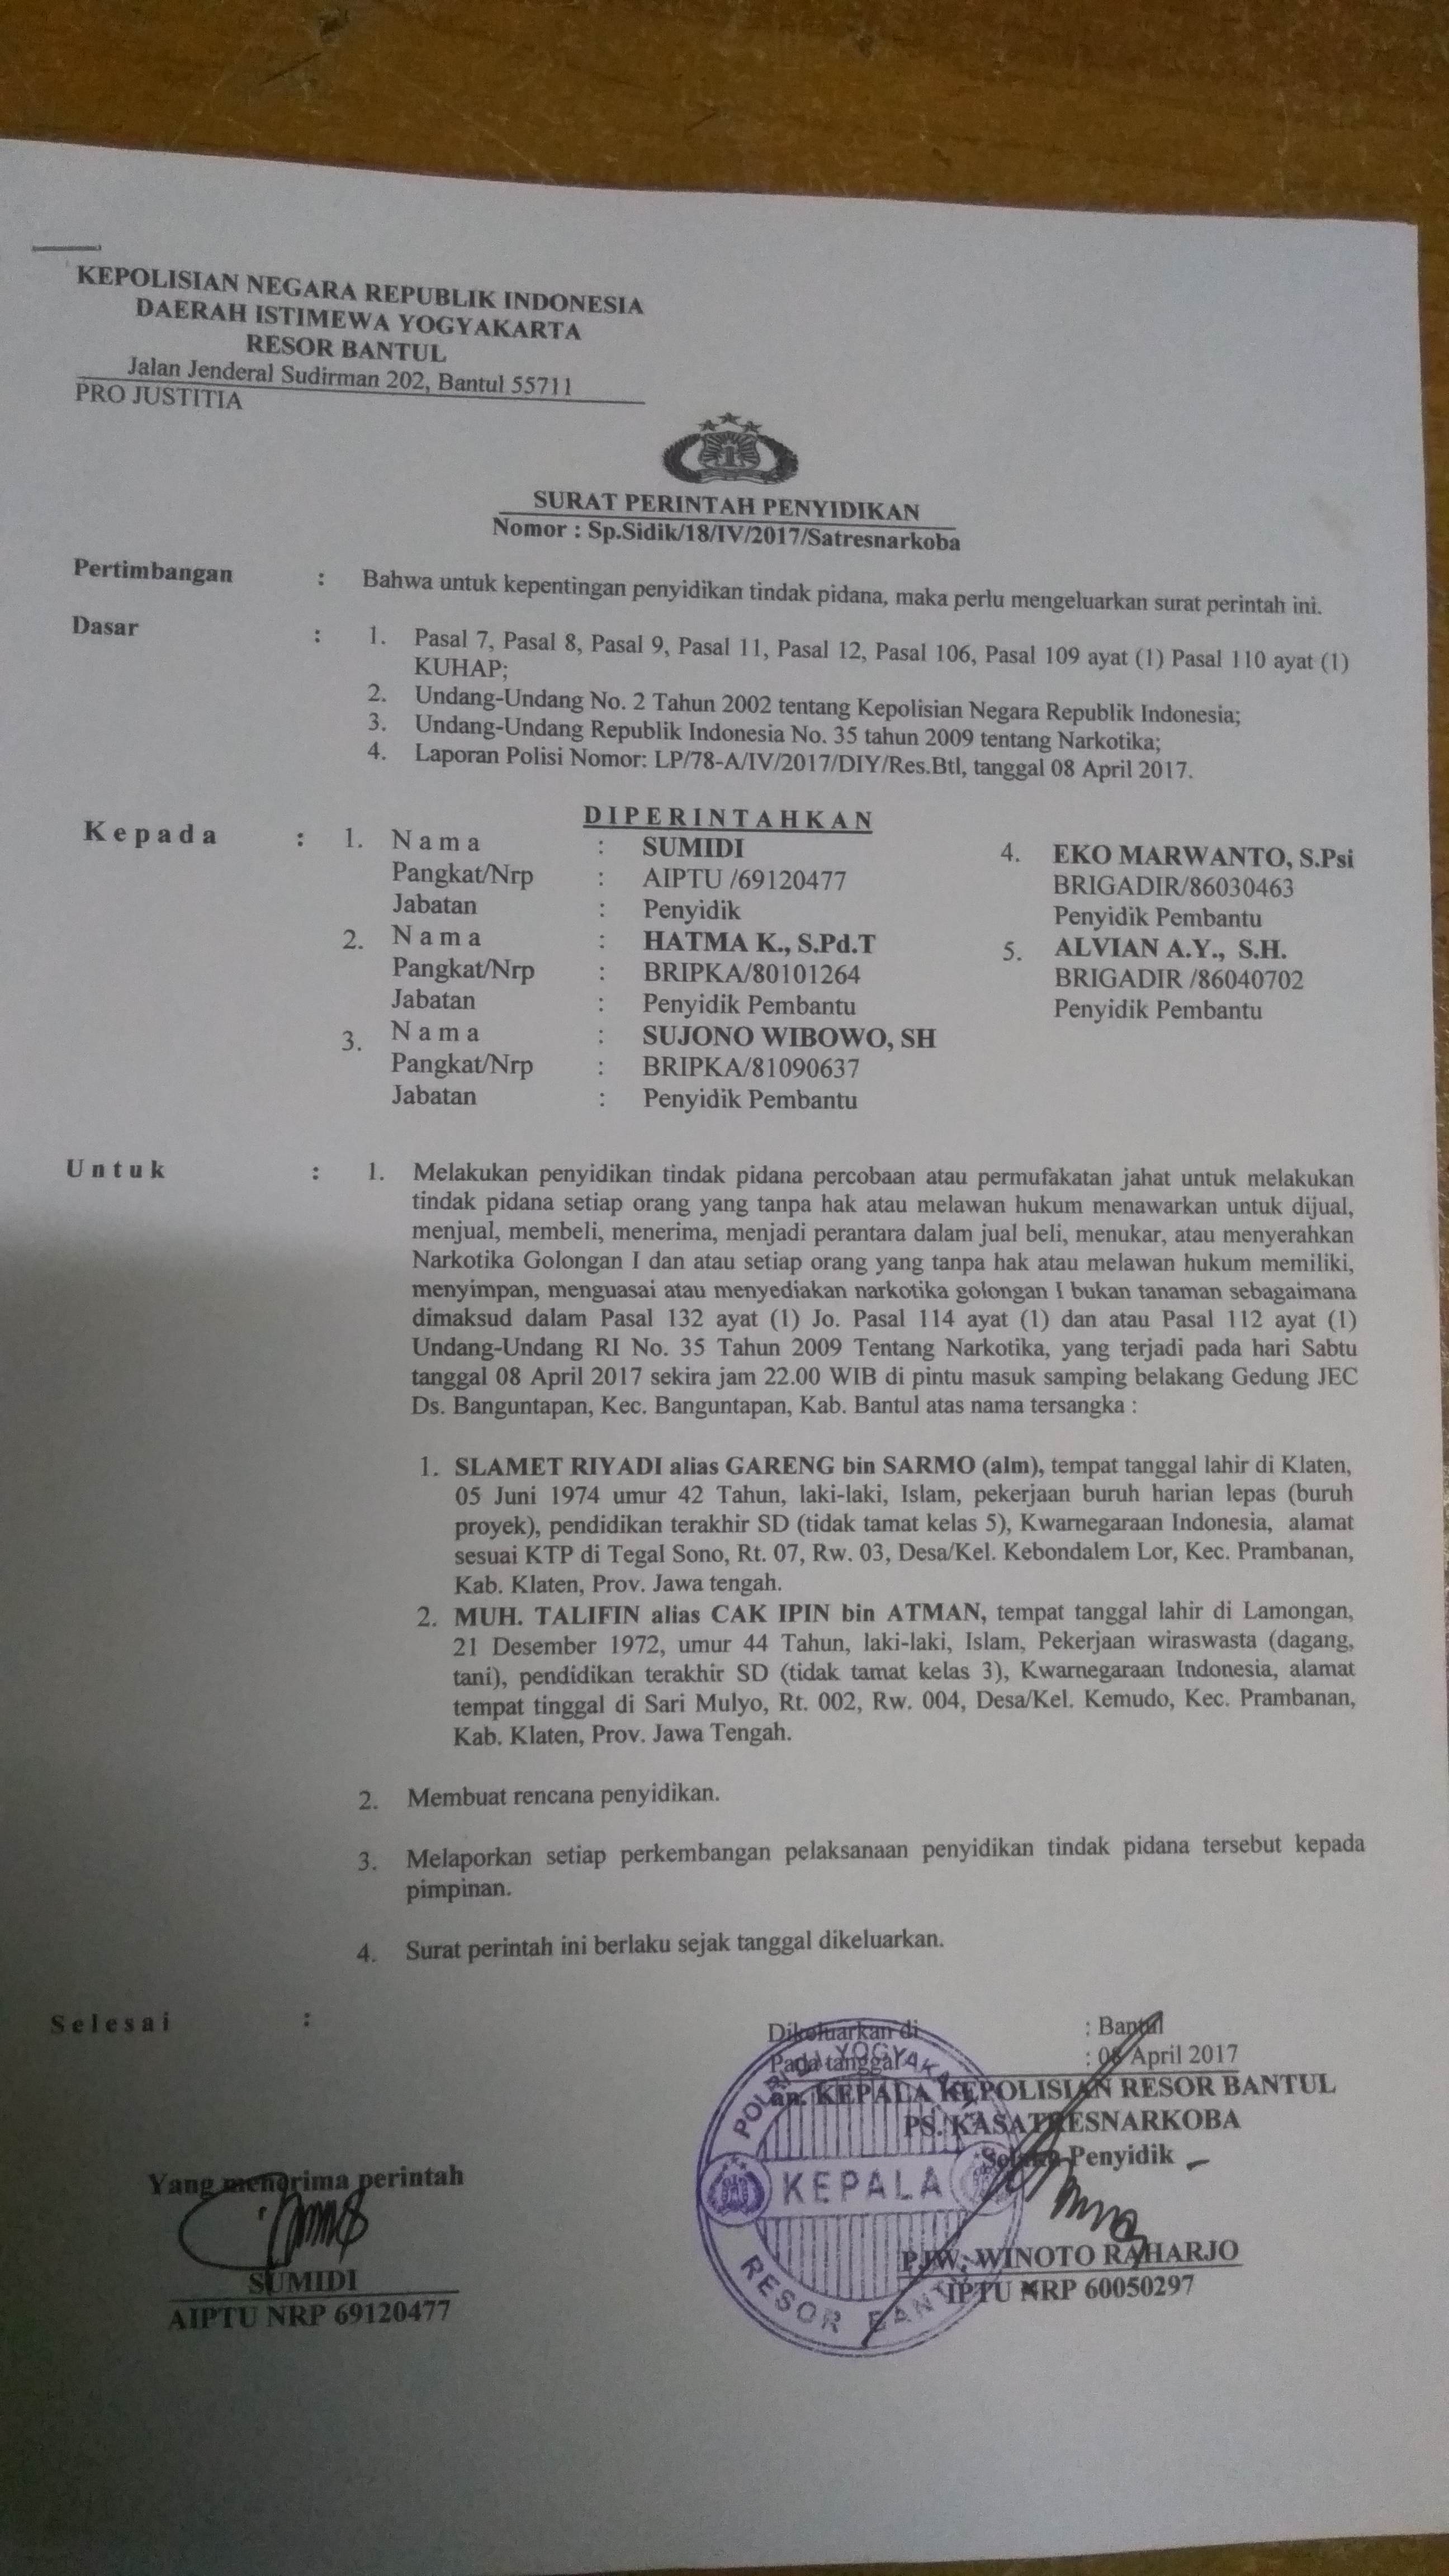 KEPOLISIAN NEGARA REPUBLIK INDONESIA
DAERAH ISTIMEWA YOGYAKARTA
RESOR BANTUL
Jalan Jenderal Sudirman 202, Bantul 55711
PRO JUSTITIA
SURAT PERINTAH PENYIDIKAN
Nomor : Sp.Sidik/18/IV/2017/Satresnarkoba
Pertimbangan : Bahwa untuk kepentingan penyidikan tindak pidana, maka perlu mengeluarkan surat perintah ini.
Dasar : 1. Pasal 7, Pasal 8, Pasal 9, Pasal 11, Pasal 12, Pasal 106, Pasal 109 ayat (1) Pasal 110 ayat (1)
KUHAP;
2. Undang-Undang No. 2 Tahun 2002 tentang Kepolisian Negara Republik Indonesia;
3. Undang-Undang Republik Indonesia No. 35 tahun 2009 tentang Narkotika;
4. Laporan Polisi Nomor: LP/78-A/IV/2017/DIY/Res.Btl, tanggal 08 April 2017.
DIPERINTAHKAN
Kepada : 1. Nama : SUMIDI
Pangkat/Nrp : AIPTU /69120477
Jabatan : Penyidik
2. Nama : HATMA K., S.Pd.T
Pangkat/Nrp : BRIPKA/80101264
Jabatan : Penyidik Pembantu
3. Nama : SUJONO WIBOWO, SH
Pangkat/Nrp : BRIPKA/81090637
Jabatan : Penyidik Pembantu
4. EKO MARWANTO, S.Psi
BRIGADIR/86030463
Penyidik Pembantu
5. ALVIAN A.Y., S.H.
BRIGADIR /86040702
Penyidik Pembantu
Untuk : 1. Melakukan penyidikan tindak pidana percobaan atau permufakatan jahat untuk melakukan
tindak pidana setiap orang yang tanpa hak atau melawan hukum menawarkan untuk dijual,
menjual, membeli, menerima, menjadi perantara dalam jual beli, menukar, atau menyerahkan
Narkotika Golongan I dan atau setiap orang yang tanpa hak atau melawan hukum memiliki,
menyimpan, menguasai atau menyediakan narkotika golongan I bukan tanaman sebagaimana
dimaksud dalam Pasal 132 ayat (1) Jo. Pasal 114 ayat (1) dan atau Pasal 112 ayat (1)
Undang-Undang RI No. 35 Tahun 2009 Tentang Narkotika, yang terjadi pada hari Sabtu
tanggal 08 April 2017 sekira jam 22.00 WIB di pintu masuk samping belakang Gedung JEC
Ds. Banguntapan, Kec. Banguntapan, Kab. Bantul atas nama tersangka :
1. SLAMET RIYADI alias GARENG bin SARMO (alm), tempat tanggal lahir di Klaten,
05 Juni 1974 umur 42 Tahun, laki-laki, Islam, pekerjaan buruh harian lepas (buruh
proyek), pendidikan terakhir SD (tidak tamat kelas 5), Kwarnegaraan Indonesia, alamat
sesuai KTP di Tegal Sono, Rt. 07, Rw. 03, Desa/Kel. Kebondalem Lor, Kec. Prambanan,
Kab. Klaten, Prov. Jawa tengah.
2. MUH. TALIFIN alias CAK IPIN bin ATMAN, tempat tanggal lahir di Lamongan,
21 Desember 1972, umur 44 Tahun, laki-laki, Islam, Pekerjaan wiraswasta (dagang,
tani), pendidikan terakhir SD (tidak tamat kelas 3), Kwarnegaraan Indonesia, alamat
tempat tinggal di Sari Mulyo, Rt. 002, Rw. 004, Desa/Kel. Kemudo, Kec. Prambanan,
Kab. Klaten, Prov. Jawa Tengah.
2. Membuat rencana penyidikan.
3. Melaporkan setiap perkembangan pelaksanaan penyidikan tindak pidana tersebut kepada
pimpinan.
4. Surat perintah ini berlaku sejak tanggal dikeluarkan.
Selesai :
Dikeluarkan di : Bantul
Pada tanggal : 08 April 2017
an. KEPALA KEPOLISIAN RESOR BANTUL
PS. KASATRESNARKOBA
Selaku Penyidik
KEPALA
RESOR BANTUL
PJW. WINOTO RAHARJO
IPTU NRP 60050297
Yang menerima perintah
SUMIDI
AIPTU NRP 69120477